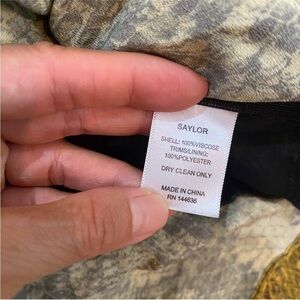 SAYLOR
SHELL: 100%VISCOSE
TRIMS/LINING:
100%POLYESTER
DRY CLEAN ONLY
MADE IN CHINA
RN 144636